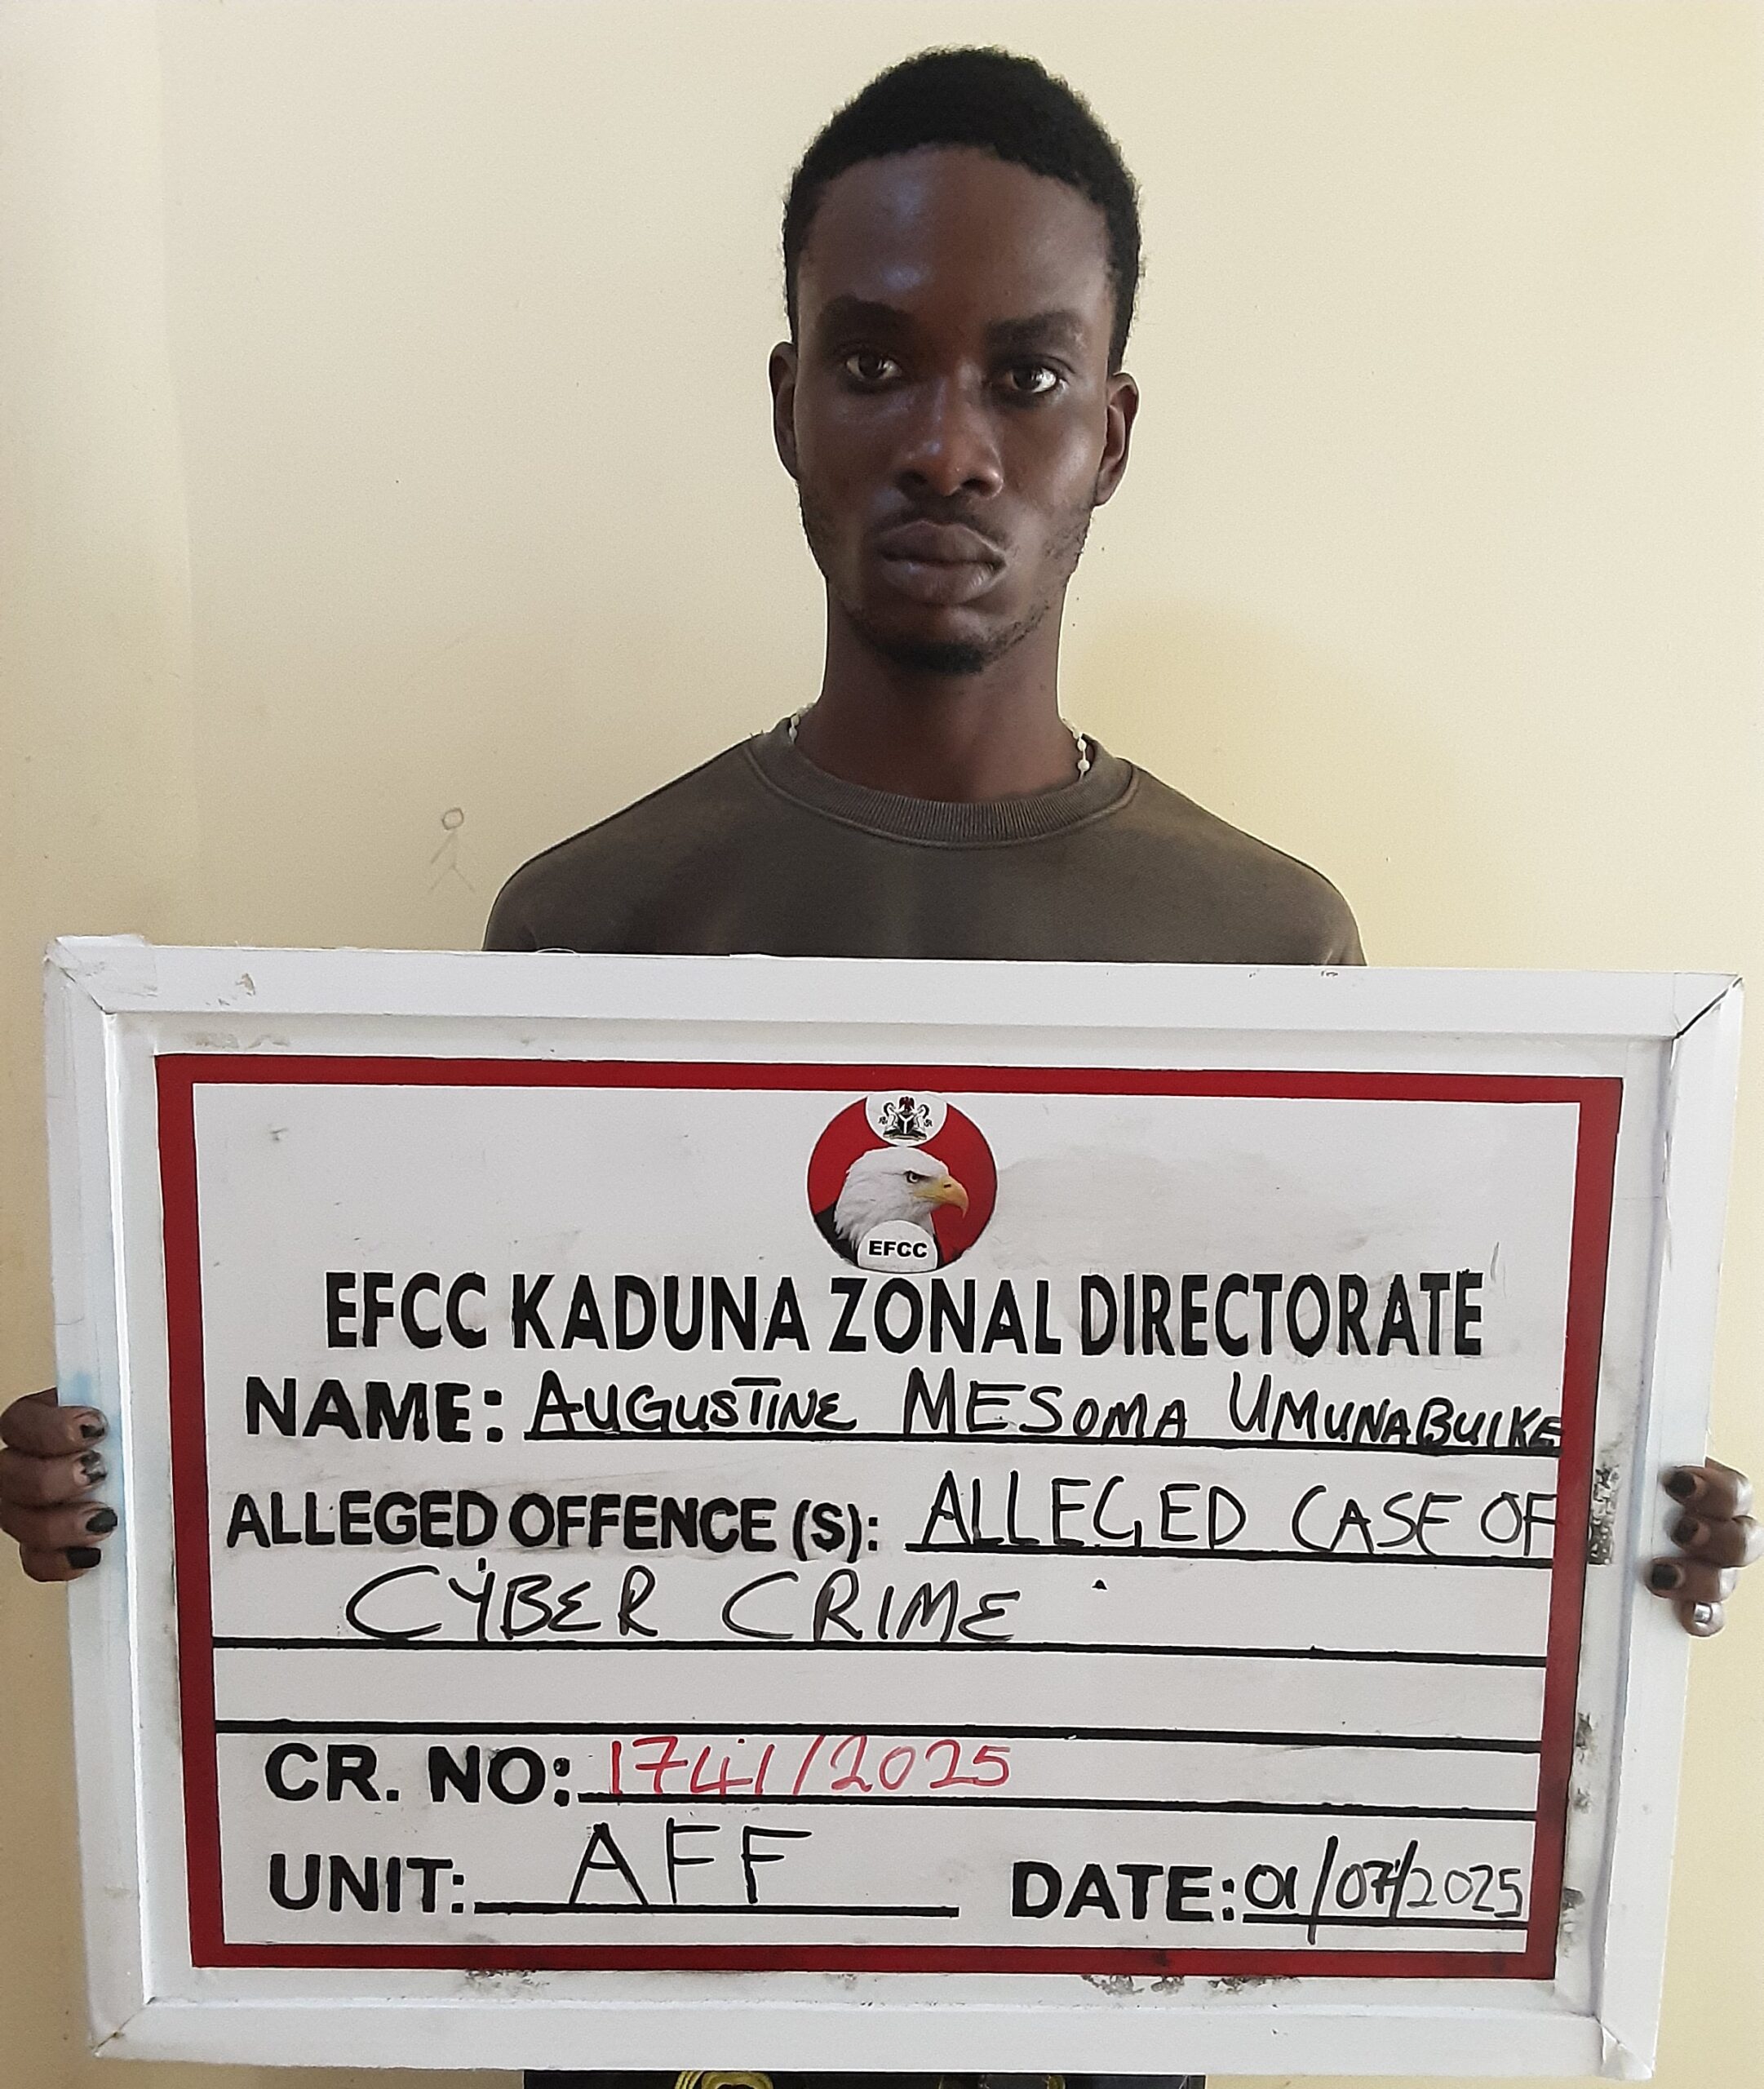 EFCC
EFCC KADUNA ZONAL DIRECTORATE
NAME: AUGUSTINE MESOMA UMUNABUIKE
ALLEGED OFFENCE (S): ALLEGED CASE OF
CYBER CRIME
CR. NO: 1741/2025
UNIT: AFF DATE: 01/07/2025